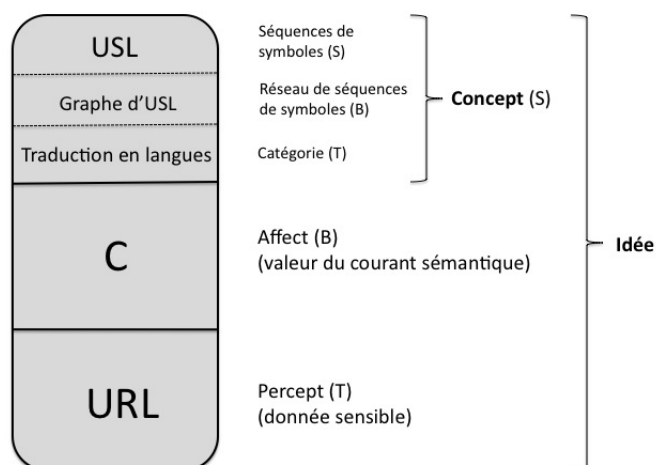 USL
Séquences de
symboles (S)
Graphe d’USL
Réseau de séquences
de symboles (B)
Concept (S)
Traduction en langues
Catégorie (T)
C
Affect (B)
(valeur du courant sémantique)
Idée
URL
Percept (T)
(donnée sensible)